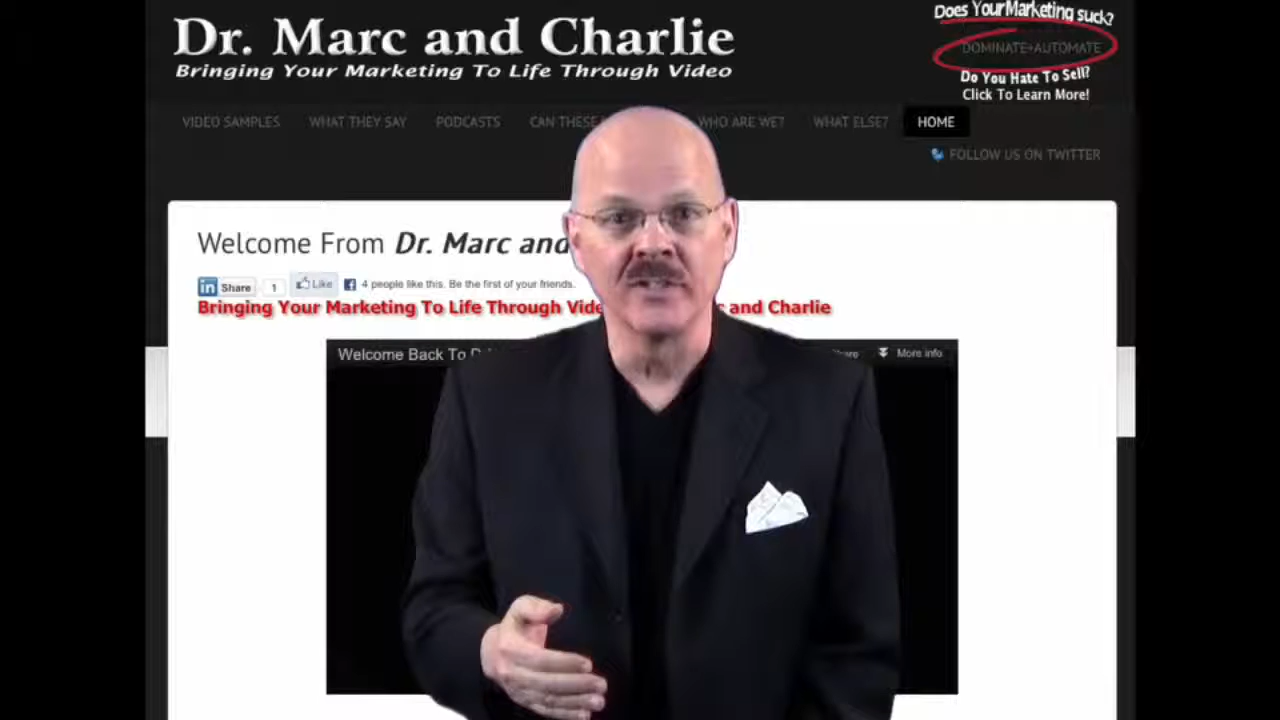 Dr. Marc and Charlie
Bringing Your Marketing To Life Through Video
Does Your Marketing suck?
DOMINATE+AUTOMATE
Do You Hate To Sell?
Click To Learn More!
VIDEO SAMPLES WHAT THEY SAY PODCASTS CAN THESE WHO ARE WE? WHAT ELSE? HOME
FOLLOW US ON TWITTER
Welcome From Dr. Marc and
in Share 1 Like 4 people like this. Be the first of your friends.
Bringing Your Marketing To Life Through and Charlie
Welcome Back To More info